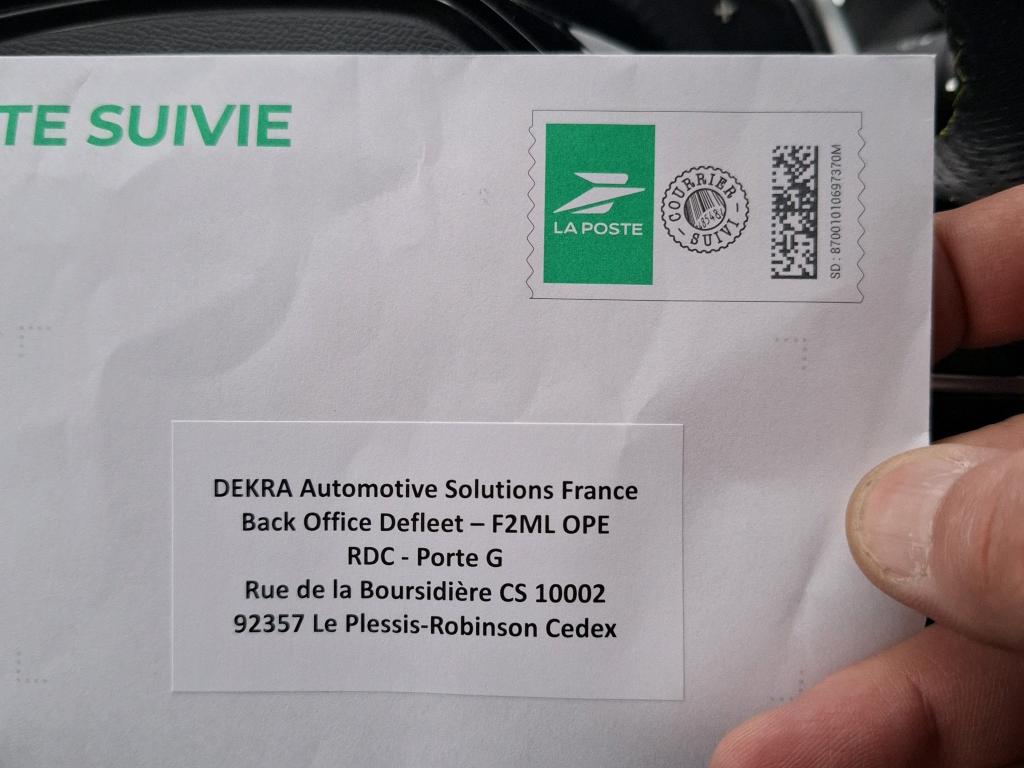 TE SUIVIE
LA POSTE
COURRIER
SUIVI
SD : 87001010697370M
DEKRA Automotive Solutions France
Back Office Defleet – F2ML OPE
RDC - Porte G
Rue de la Boursidière CS 10002
92357 Le Plessis-Robinson Cedex